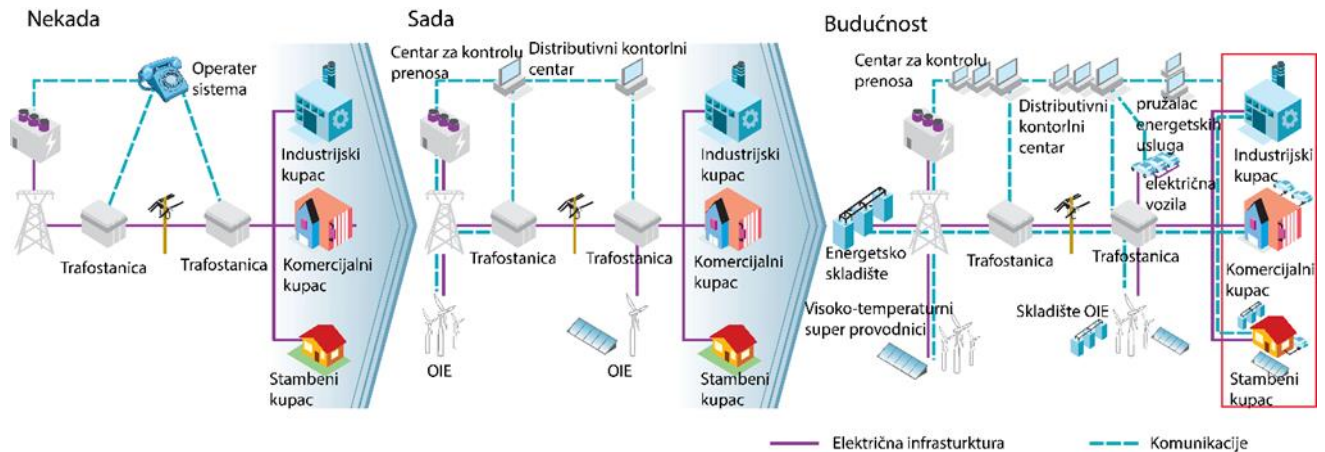 Nekada
Operater
sistema
Industrijski
kupac
Trafostanica
Trafostanica
Komercijalni
kupac
Stambeni
kupac
Sada
Centar za kontrolu
prenosa
Distributivni kontorlni
centar
Industrijski
kupac
Trafostanica
Trafostanica
Komercijalni
kupac
OIE
OIE
Stambeni
kupac
Budućnost
Centar za kontrolu
prenosa
Distributivni
kontorlni
centar
pružalac
energetskih
usluga
električna
vozila
Industrijski
kupac
Energetsko
skladište
Trafostanica
Trafostanica
Komercijalni
kupac
Visoko-temperaturni
super provodnici
Skladište OIE
Stambeni
kupac
Električna infrasturktura
Komunikacije